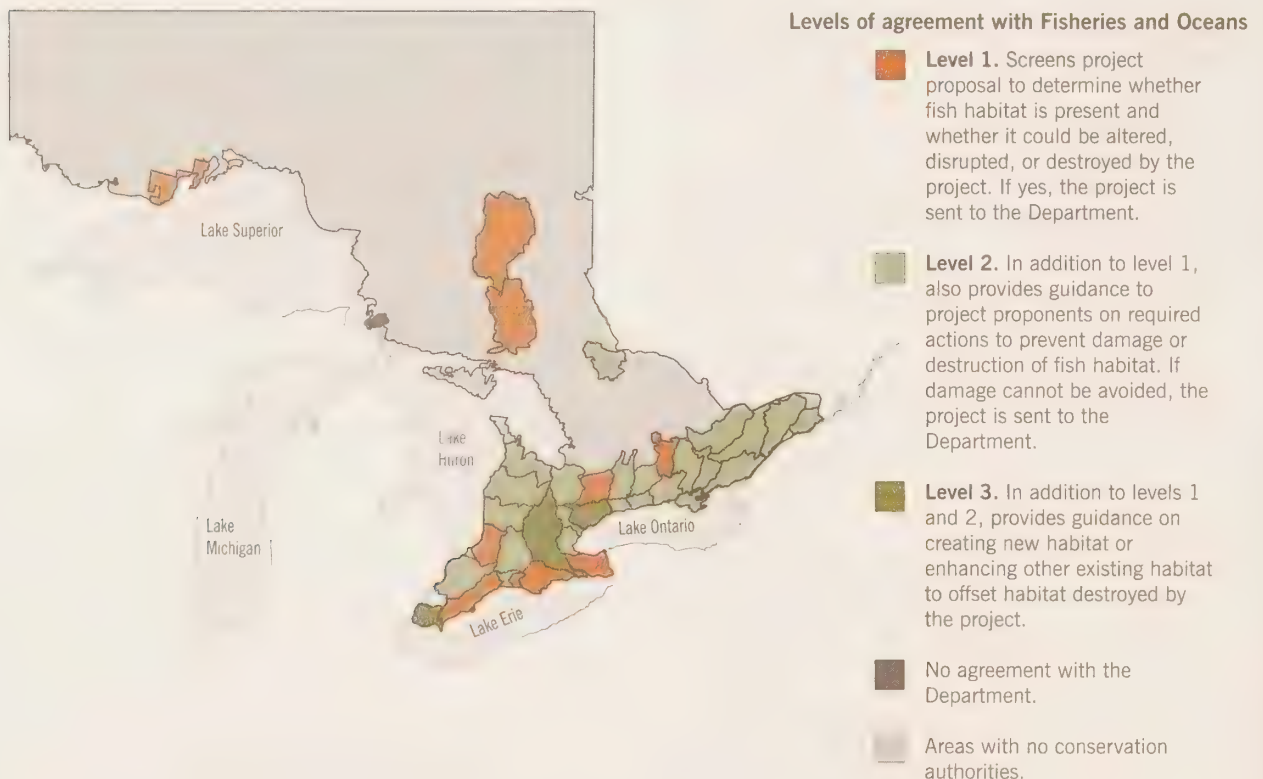 Levels of agreement with Fisheries and Oceans
Level 1. Screens project
proposal to determine whether
fish habitat is present and
whether it could be altered,
disrupted, or destroyed by the
project. If yes, the project is
sent to the Department.
Level 2. In addition to level 1,
also provides guidance to
project proponents on required
actions to prevent damage or
destruction of fish habitat. If
damage cannot be avoided, the
project is sent to the
Department.
Level 3. In addition to levels 1
and 2, provides guidance on
creating new habitat or
enhancing other existing habitat
to offset habitat destroyed by
the project.
No agreement with the
Department.
Areas with no conservation
authorities.
Lake Superior
Lake
Huron
Lake
Michigan
Lake Ontario
Lake Erie